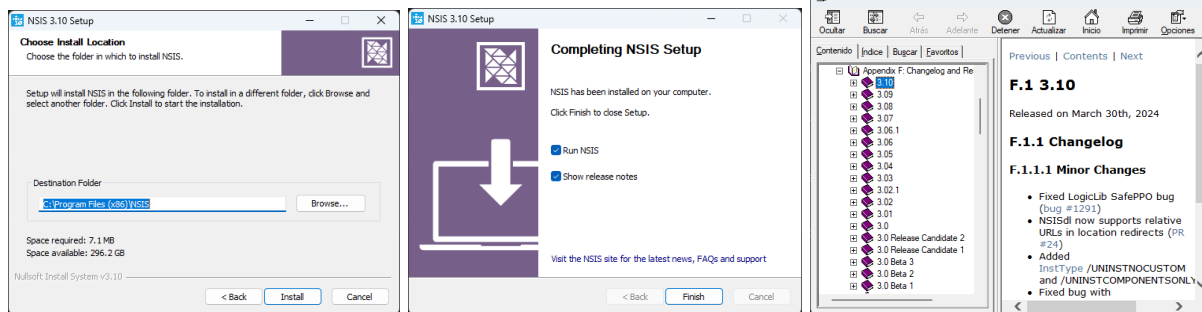 NSIS 3.10 Setup
Choose Install Location
Choose the folder in which to install NSIS.
Setup will install NSIS in the following folder. To install in a different folder, click Browse and
select another folder. Click Install to start the installation.
Destination Folder
C:\Program Files (x86)\NSIS
Browse...
Space required: 7.1 MB
Space available: 296.2 GB
Nullsoft Install System v3.10
< Back
Install
Cancel
NSIS 3.10 Setup
Completing NSIS Setup
NSIS has been installed on your computer.
Click Finish to close Setup.
Run NSIS
Show release notes
Visit the NSIS site for the latest news, FAQs and support
< Back
Finish
Cancel
Ocultar
Buscar
Atrás
Adelante
Detener
Actualizar
Inicio
Imprimir
Opciones
Contenido
Índice
Buscar
Favoritos
Appendix F: Changelog and Re
3.10
3.09
3.08
3.07
3.06.1
3.06
3.05
3.04
3.03
3.02.1
3.02
3.01
3.0
3.0 Release Candidate 2
3.0 Release Candidate 1
3.0 Beta 3
3.0 Beta 2
3.0 Beta 1
Previous | Contents | Next
F.1 3.10
Released on March 30th, 2024
F.1.1 Changelog
F.1.1.1 Minor Changes
Fixed LogicLib SafePPO bug
(bug #1291)
NSISdl now supports relative
URLs in location redirects (PR
#24)
Added
InstType /UNINSTNOCUSTOM
and /UNINSTCOMPONENTSONLY
Fixed bug with